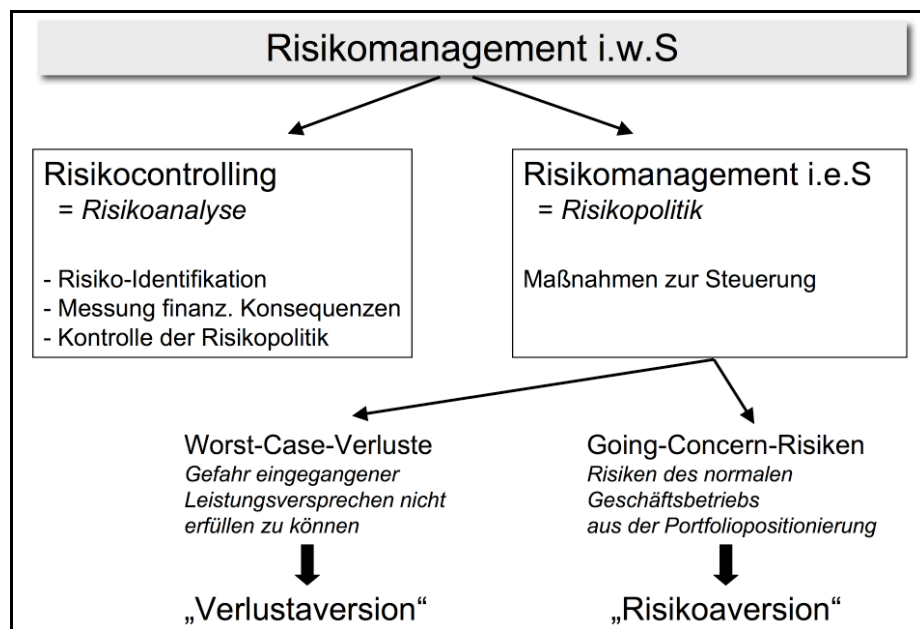 Risikomanagement i.w.S
Risikocontrolling
= Risikoanalyse
- Risiko-Identifikation
- Messung finanz. Konsequenzen
- Kontrolle der Risikopolitik
Risikomanagement i.e.S
= Risikopolitik
Maßnahmen zur Steuerung
Worst-Case-Verluste
Gefahr eingegangener
Leistungsversprechen nicht
erfüllen zu können
„Verlustaversion“
Going-Concern-Risiken
Risiken des normalen
Geschäftsbetriebs
aus der Portfoliopositionierung
„Risikoaversion“